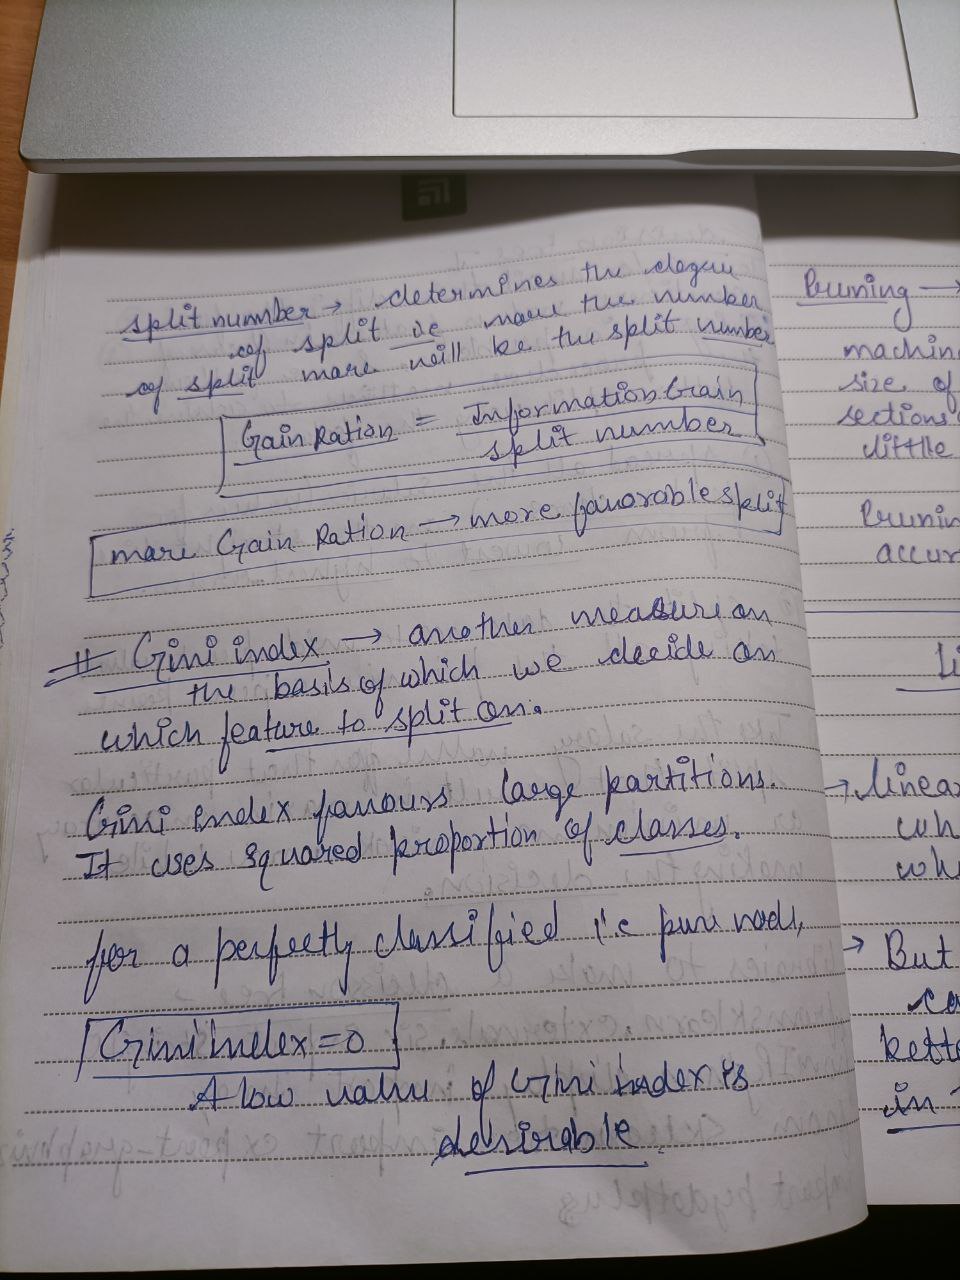 split number → determines the degree
of split ie more the number
of split more will be the split number
Gain Ration = Information Gain
split number
more Gain Ration → more favorable split
# Gini index → another measure on
the basis of which we decide on
which feature to split on.
Gini Index favours large partitions.
It uses squared proportion of classes.
for a perfectly classified i.e pure node,
Gini index = 0
A low value of Gini index is
desirable
Pruning →
machin
size of
sections
little
Prunin
accur
Li
→ linea
wh
wh
→ But
co
bette
in